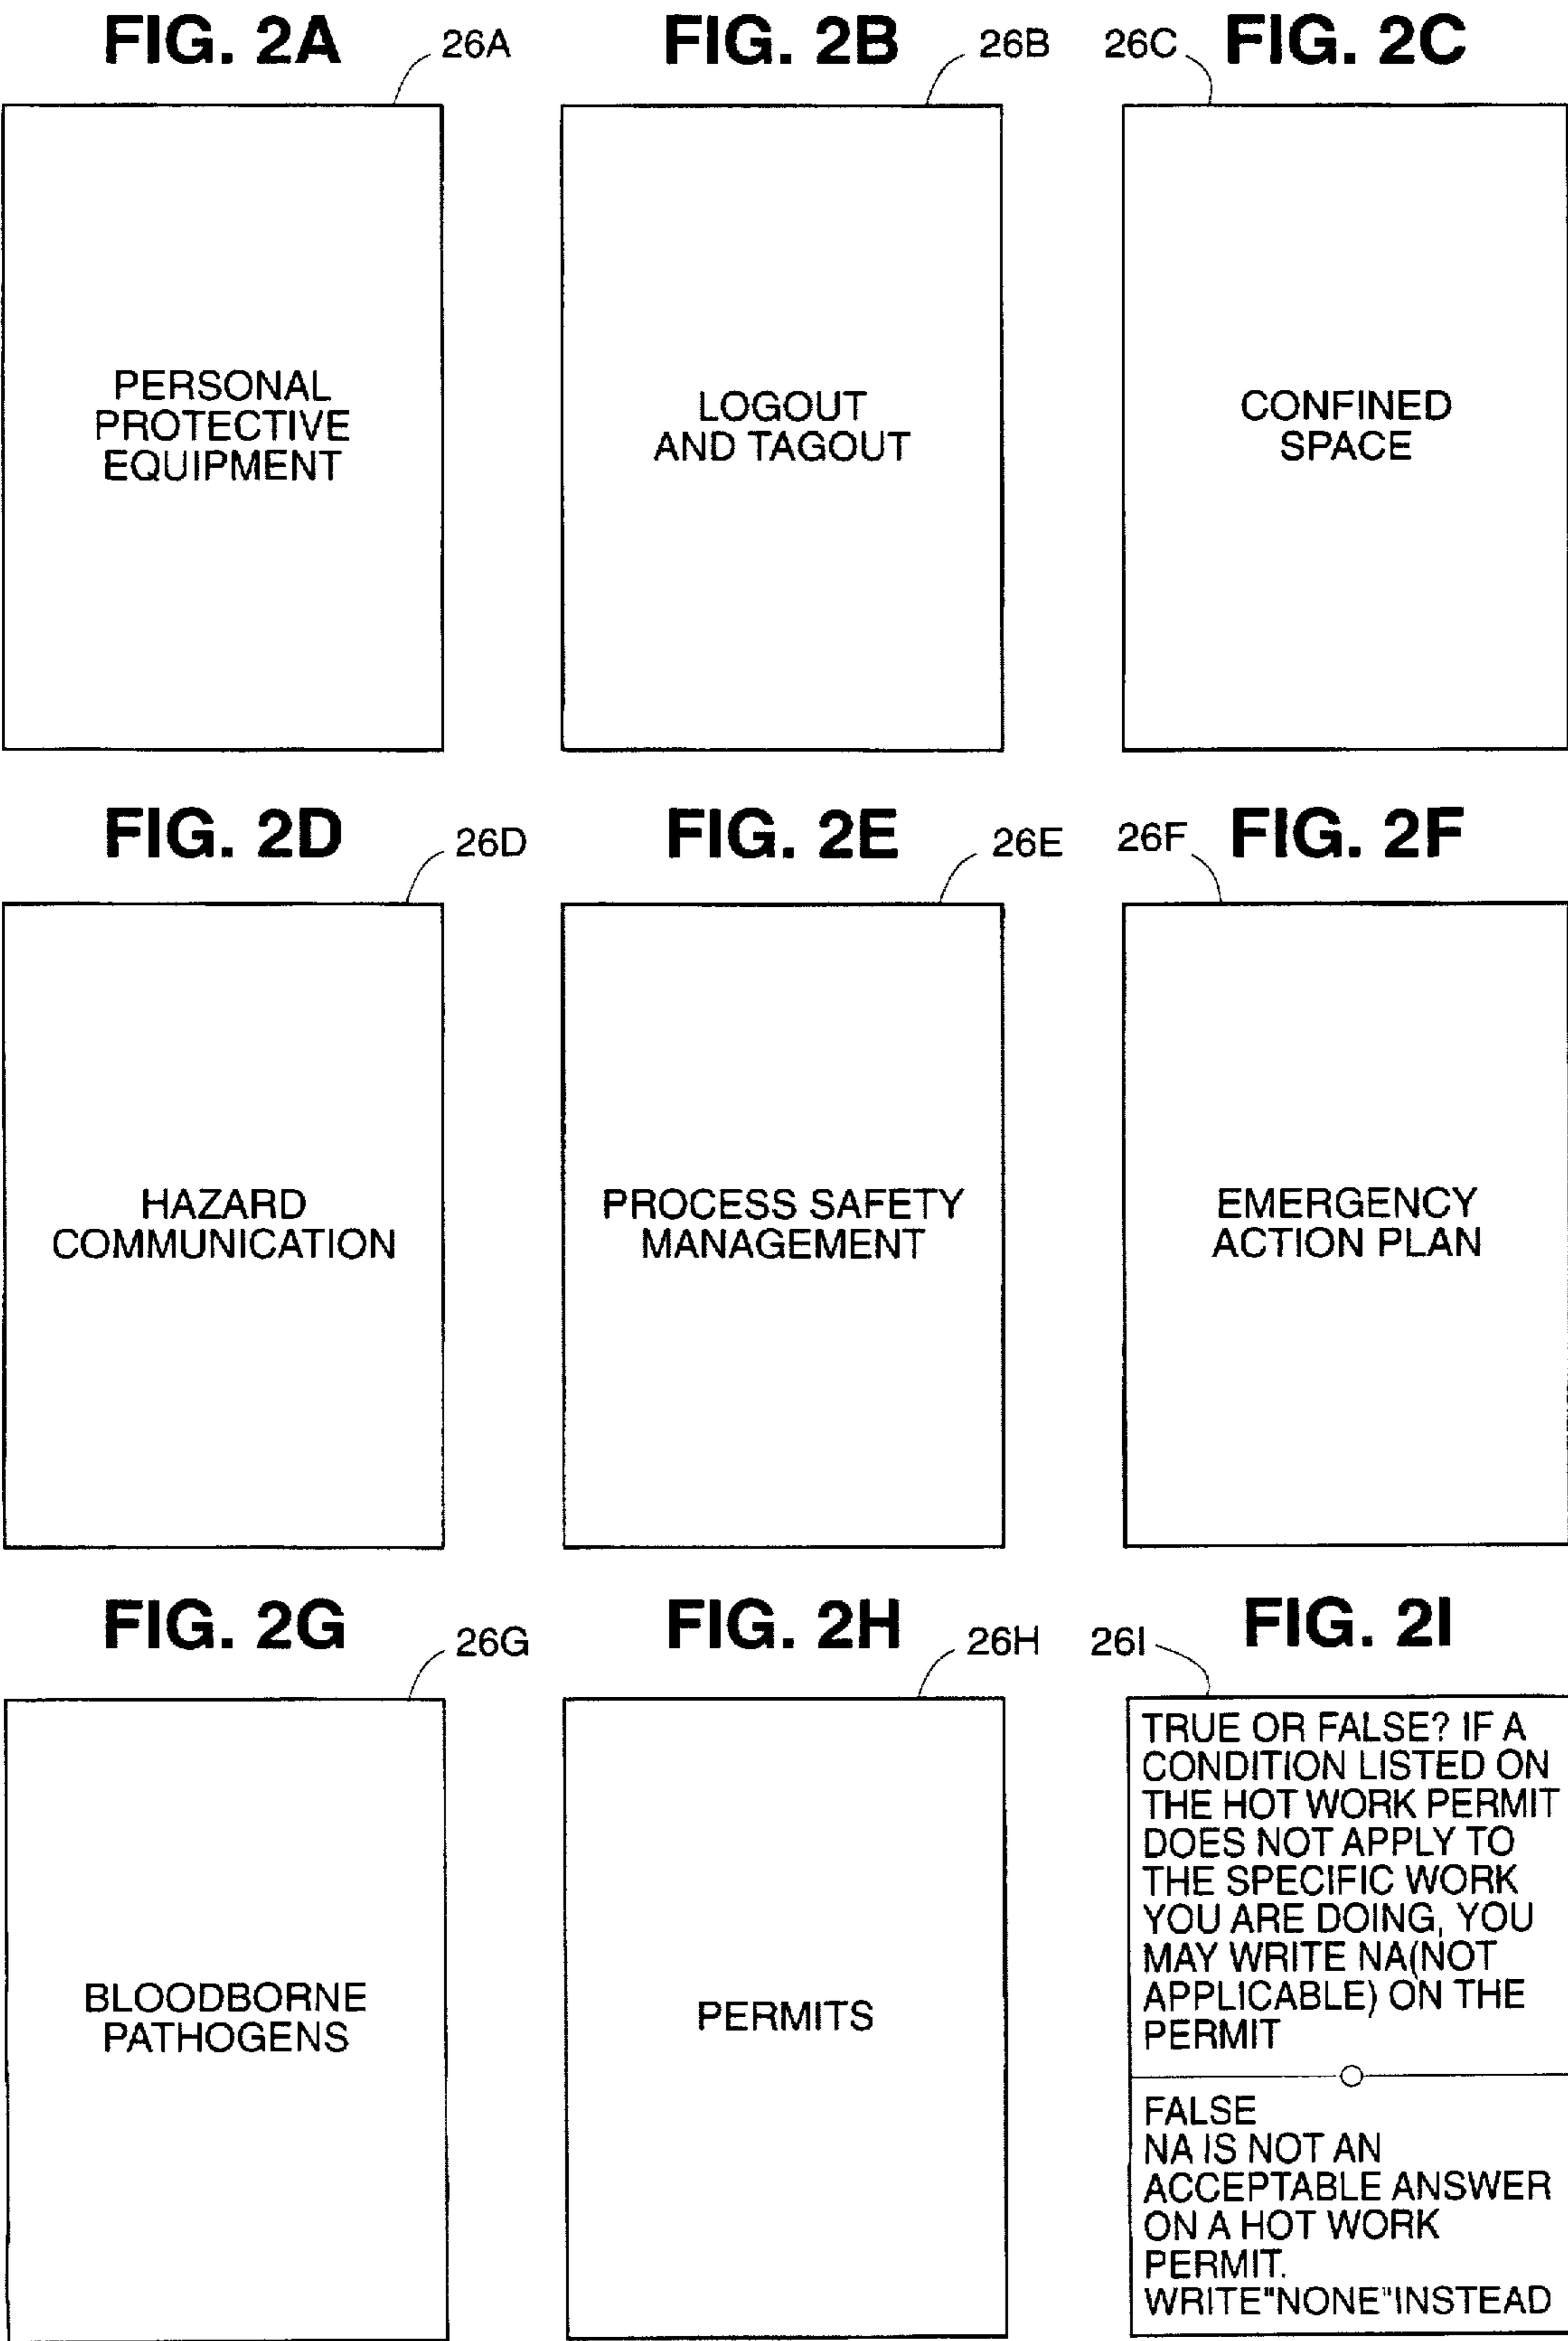 FIG. 2A
26A
FIG. 2B
26B
26C
FIG. 2C
PERSONAL
PROTECTIVE
EQUIPMENT
LOGOUT
AND TAGOUT
CONFINED
SPACE
FIG. 2D
26D
FIG. 2E
26E
26F
FIG. 2F
HAZARD
COMMUNICATION
PROCESS SAFETY
MANAGEMENT
EMERGENCY
ACTION PLAN
FIG. 2G
26G
FIG. 2H
26H
26I
FIG. 2I
BLOODBORNE
PATHOGENS
PERMITS
TRUE OR FALSE? IF A
CONDITION LISTED ON
THE HOT WORK PERMIT
DOES NOT APPLY TO
THE SPECIFIC WORK
YOU ARE DOING, YOU
MAY WRITE NA(NOT
APPLICABLE) ON THE
PERMIT
FALSE
NA IS NOT AN
ACCEPTABLE ANSWER
ON A HOT WORK
PERMIT.
WRITE"NONE"INSTEAD